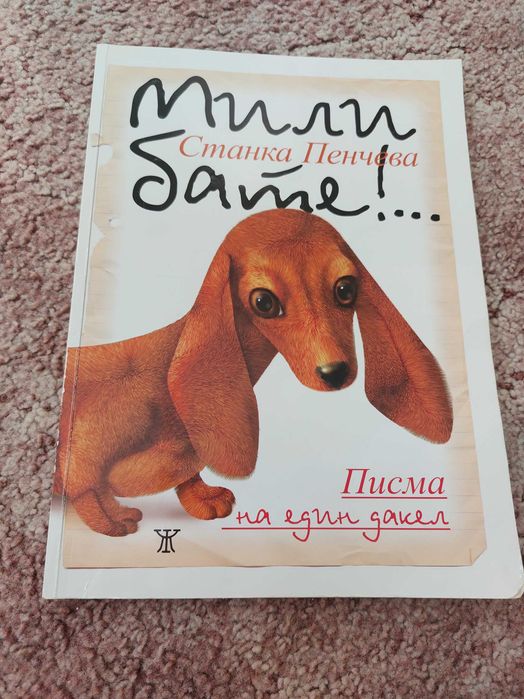 Мили
Станка Пенчева
бате!...
Писма
на един дакел
Ж